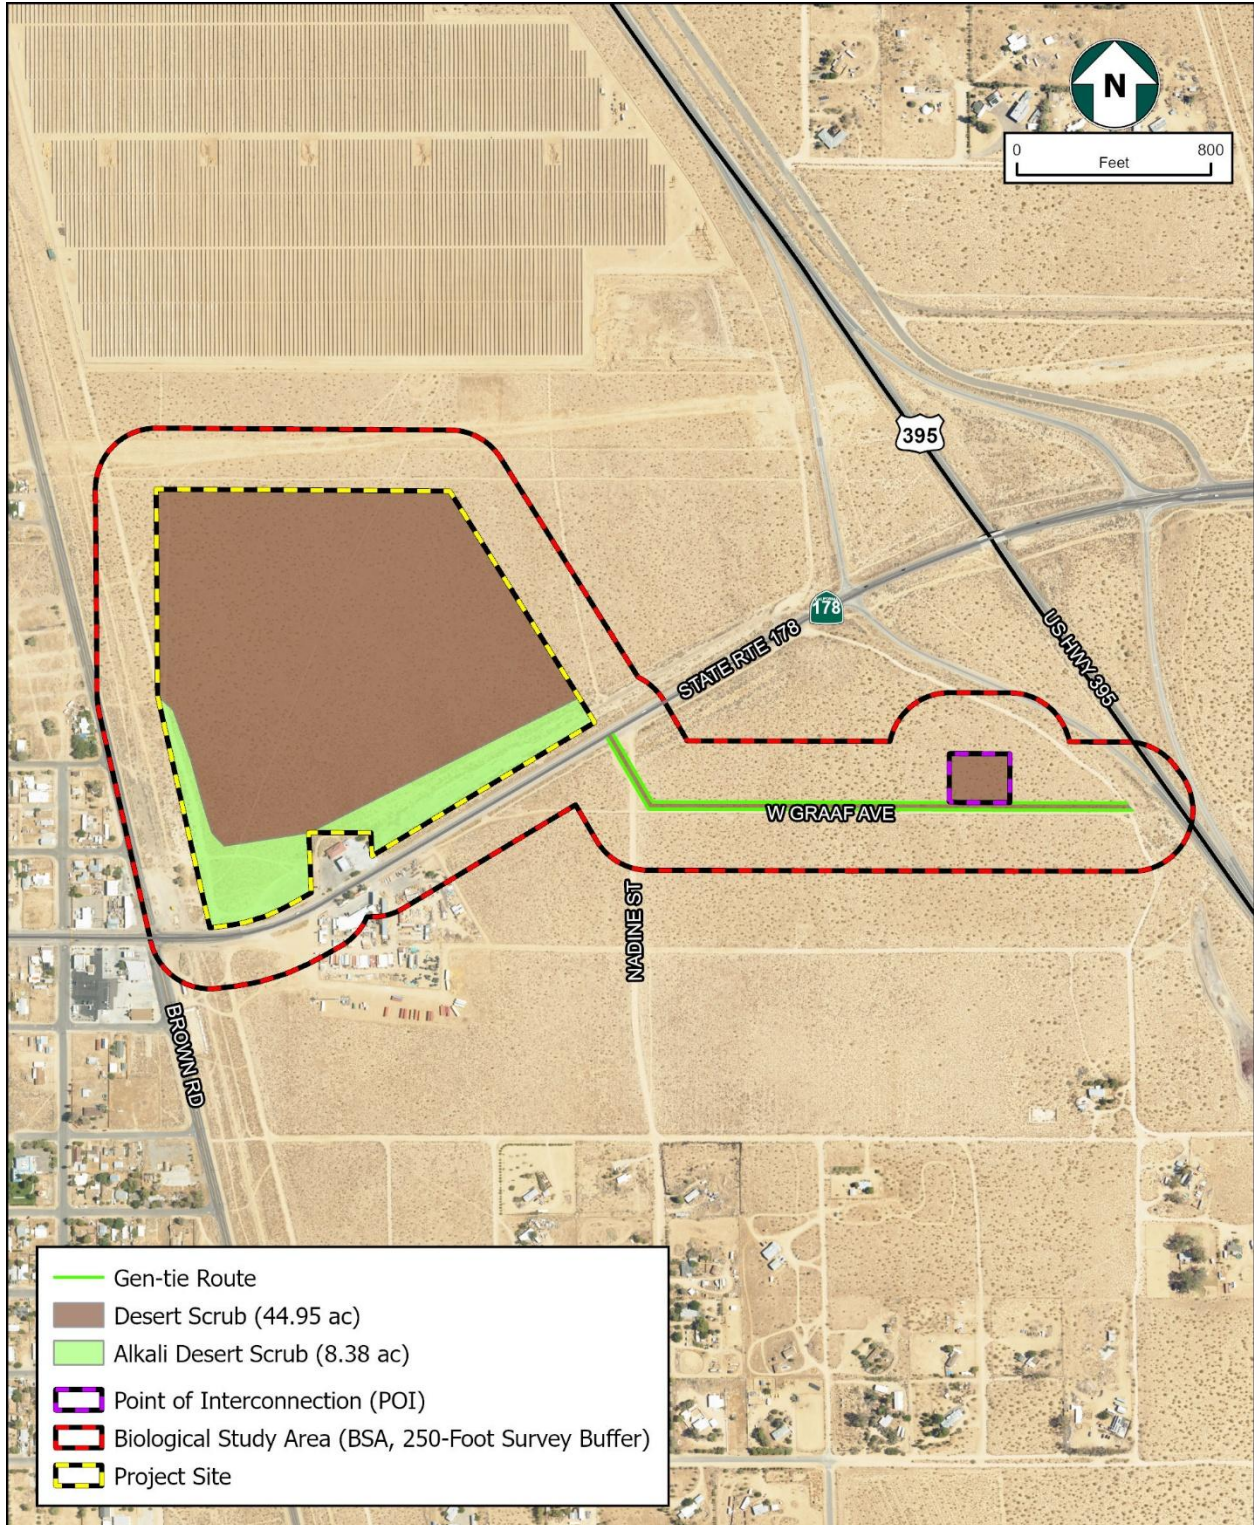 N
0 800
Feet
395
CALIFORNIA
178
STATE RTE 178
US HWY 395
W GRAAF AVE
NADINE ST
BROWN RD
Gen-tie Route
Desert Scrub (44.95 ac)
Alkali Desert Scrub (8.38 ac)
Point of Interconnection (POI)
Biological Study Area (BSA, 250-Foot Survey Buffer)
Project Site